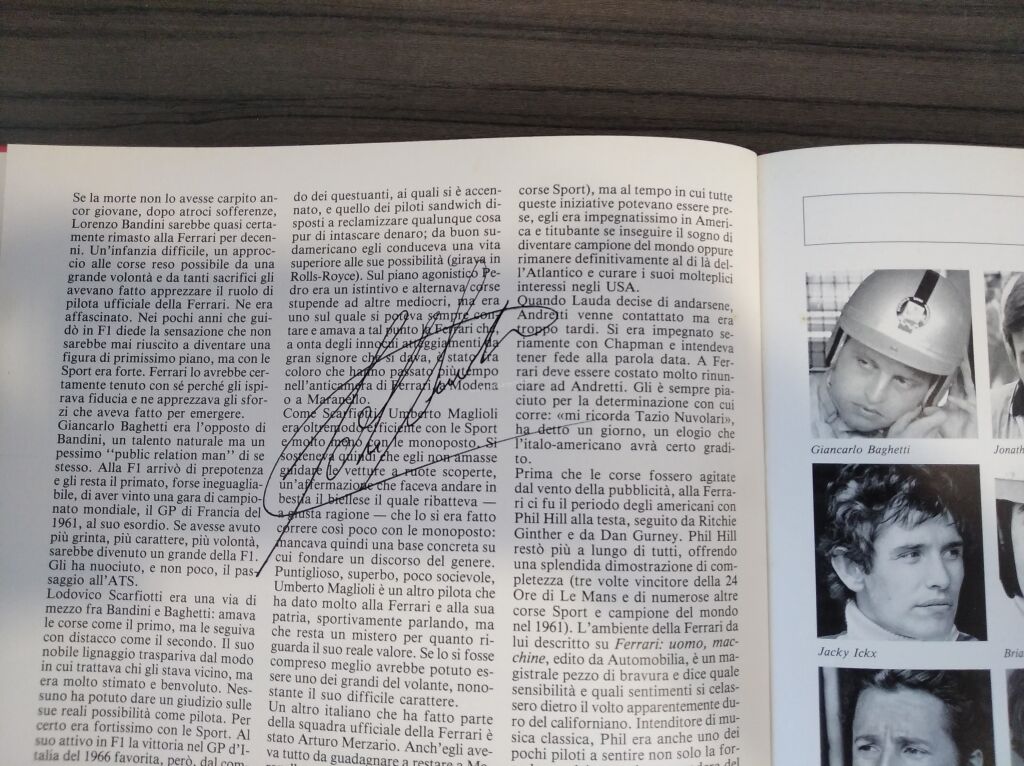 Se la morte non lo avesse carpito an-
cor giovane, dopo atroci sofferenze,
Lorenzo Bandini sarebbe quasi certa-
mente rimasto alla Ferrari per decen-
ni. Un'infanzia difficile, un approc-
cio alle corse reso possibile da una
grande volontà e da tanti sacrifici gli
avevano fatto apprezzare il ruolo di
pilota ufficiale della Ferrari. Ne era
affascinato. Nei pochi anni che gui-
dò in F1 diede la sensazione che non
sarebbe mai riuscito a diventare una
figura di primissimo piano, ma con le
Sport era forte. Ferrari lo avrebbe cer-
tamente tenuto con sé perché gli ispi-
rava fiducia e ne apprezzava gli sfor-
zi che aveva fatto per emergere.
Giancarlo Baghetti era l'opposto di
Bandini, un talento naturale ma un
pessimo "public relation man" di se
stesso. Alla F1 arrivò di prepotenza
e gli resta il primato, forse ineguaglia-
bile, di aver vinto una gara di campio-
nato mondiale, il GP di Francia del
1961, al suo esordio. Se avesse avuto
più grinta, più carattere, più volontà,
sarebbe divenuto un grande della F1.
Gli ha nuociuto, e non poco, il pas-
saggio all'ATS.
Lodovico Scarfiotti era una via di
mezzo fra Bandini e Baghetti: amava
le corse come il primo, ma le seguiva
con distacco come il secondo. Il suo
nobile lignaggio traspariva dal modo
in cui trattava chi gli stava vicino, ma
era molto stimato e benvoluto. Nes-
suno ha potuto dare un giudizio sulle
sue reali possibilità come pilota. Per
certo era fortissimo con le Sport. Al
suo attivo in F1 la vittoria nel GP d'I-
talia del 1966 favorita, però, dal com-
do dei questuanti, ai quali si è accen-
nato, e quello dei piloti sandwich di-
sposti a reclamizzare qualunque cosa
pur di intascare denaro; da buon su-
damericano egli conduceva una vita
superiore alle sue possibilità (girava in
Rolls-Royce). Sul piano agonistico Pe-
dro era un istintivo e alternava corse
stupende ad altre mediocri, ma era
uno sul quale si poteva sempre con-
tare e amava a tal punto la Ferrari che,
a onta degli innocui atteggiamenti da
gran signore che si dava, è stato fra
coloro che hanno passato più tempo
nell'anticamera di Ferrari, a Modena
o a Maranello.
Come Scarfiotti, Umberto Maglioli
era oltremodo efficiente con le Sport
e molto meno con le monoposto. Si
sosteneva quindi che egli non amasse
guidare le vetture a ruote scoperte,
un'affermazione che faceva andare in
bestia il biellese il quale ribatteva —
a giusta ragione — che lo si era fatto
correre così poco con le monoposto:
mancava quindi una base concreta su
cui fondare un discorso del genere.
Puntiglioso, superbo, poco socievole,
Umberto Maglioli è un altro pilota che
ha dato molto alla Ferrari e alla sua
patria, sportivamente parlando, ma
che resta un mistero per quanto ri-
guarda il suo reale valore. Se lo si fosse
compreso meglio avrebbe potuto es-
sere uno dei grandi del volante, nono-
stante il suo difficile carattere.
Un altro italiano che ha fatto parte
della squadra ufficiale della Ferrari è
stato Arturo Merzario. Anch'egli ave-
va tutto da guadagnare a restare a Mo-
corse Sport), ma al tempo in cui tutte
queste iniziative potevano essere pre-
se, egli era impegnatissimo in Ameri-
ca e titubante se inseguire il sogno di
diventare campione del mondo oppure
rimanere definitivamente al di là del-
l'Atlantico e curare i suoi molteplici
interessi negli USA.
Quando Lauda decise di andarsene,
Andretti venne contattato ma era
troppo tardi. Si era impegnato se-
riamente con Chapman e intendeva
tener fede alla parola data. A Fer-
rari deve essere costato molto rinun-
ciare ad Andretti. Gli è sempre pia-
ciuto per la determinazione con cui
corre: «mi ricorda Tazio Nuvolari»,
ha detto un giorno, un elogio che
l'italo-americano avrà certo gradi-
to.
Prima che le corse fossero agitate
dal vento della pubblicità, alla Ferra-
ri ci fu il periodo degli americani con
Phil Hill alla testa, seguito da Ritchie
Ginther e da Dan Gurney. Phil Hill
restò più a lungo di tutti, offrendo
una splendida dimostrazione di com-
pletezza (tre volte vincitore della 24
Ore di Le Mans e di numerose altre
corse Sport e campione del mondo
nel 1961). L'ambiente della Ferrari da
lui descritto su Ferrari: uomo, mac-
chine, edito da Automobilia, è un ma-
gistrale pezzo di bravura e dice quale
sensibilità e quali sentimenti si celas-
sero dietro il volto apparentemente du-
ro del californiano. Intenditore di mu-
sica classica, Phil era anche uno dei
pochi piloti a sentire non solo la for-
Giancarlo Baghetti
Jonath
Jacky Ickx
Bria